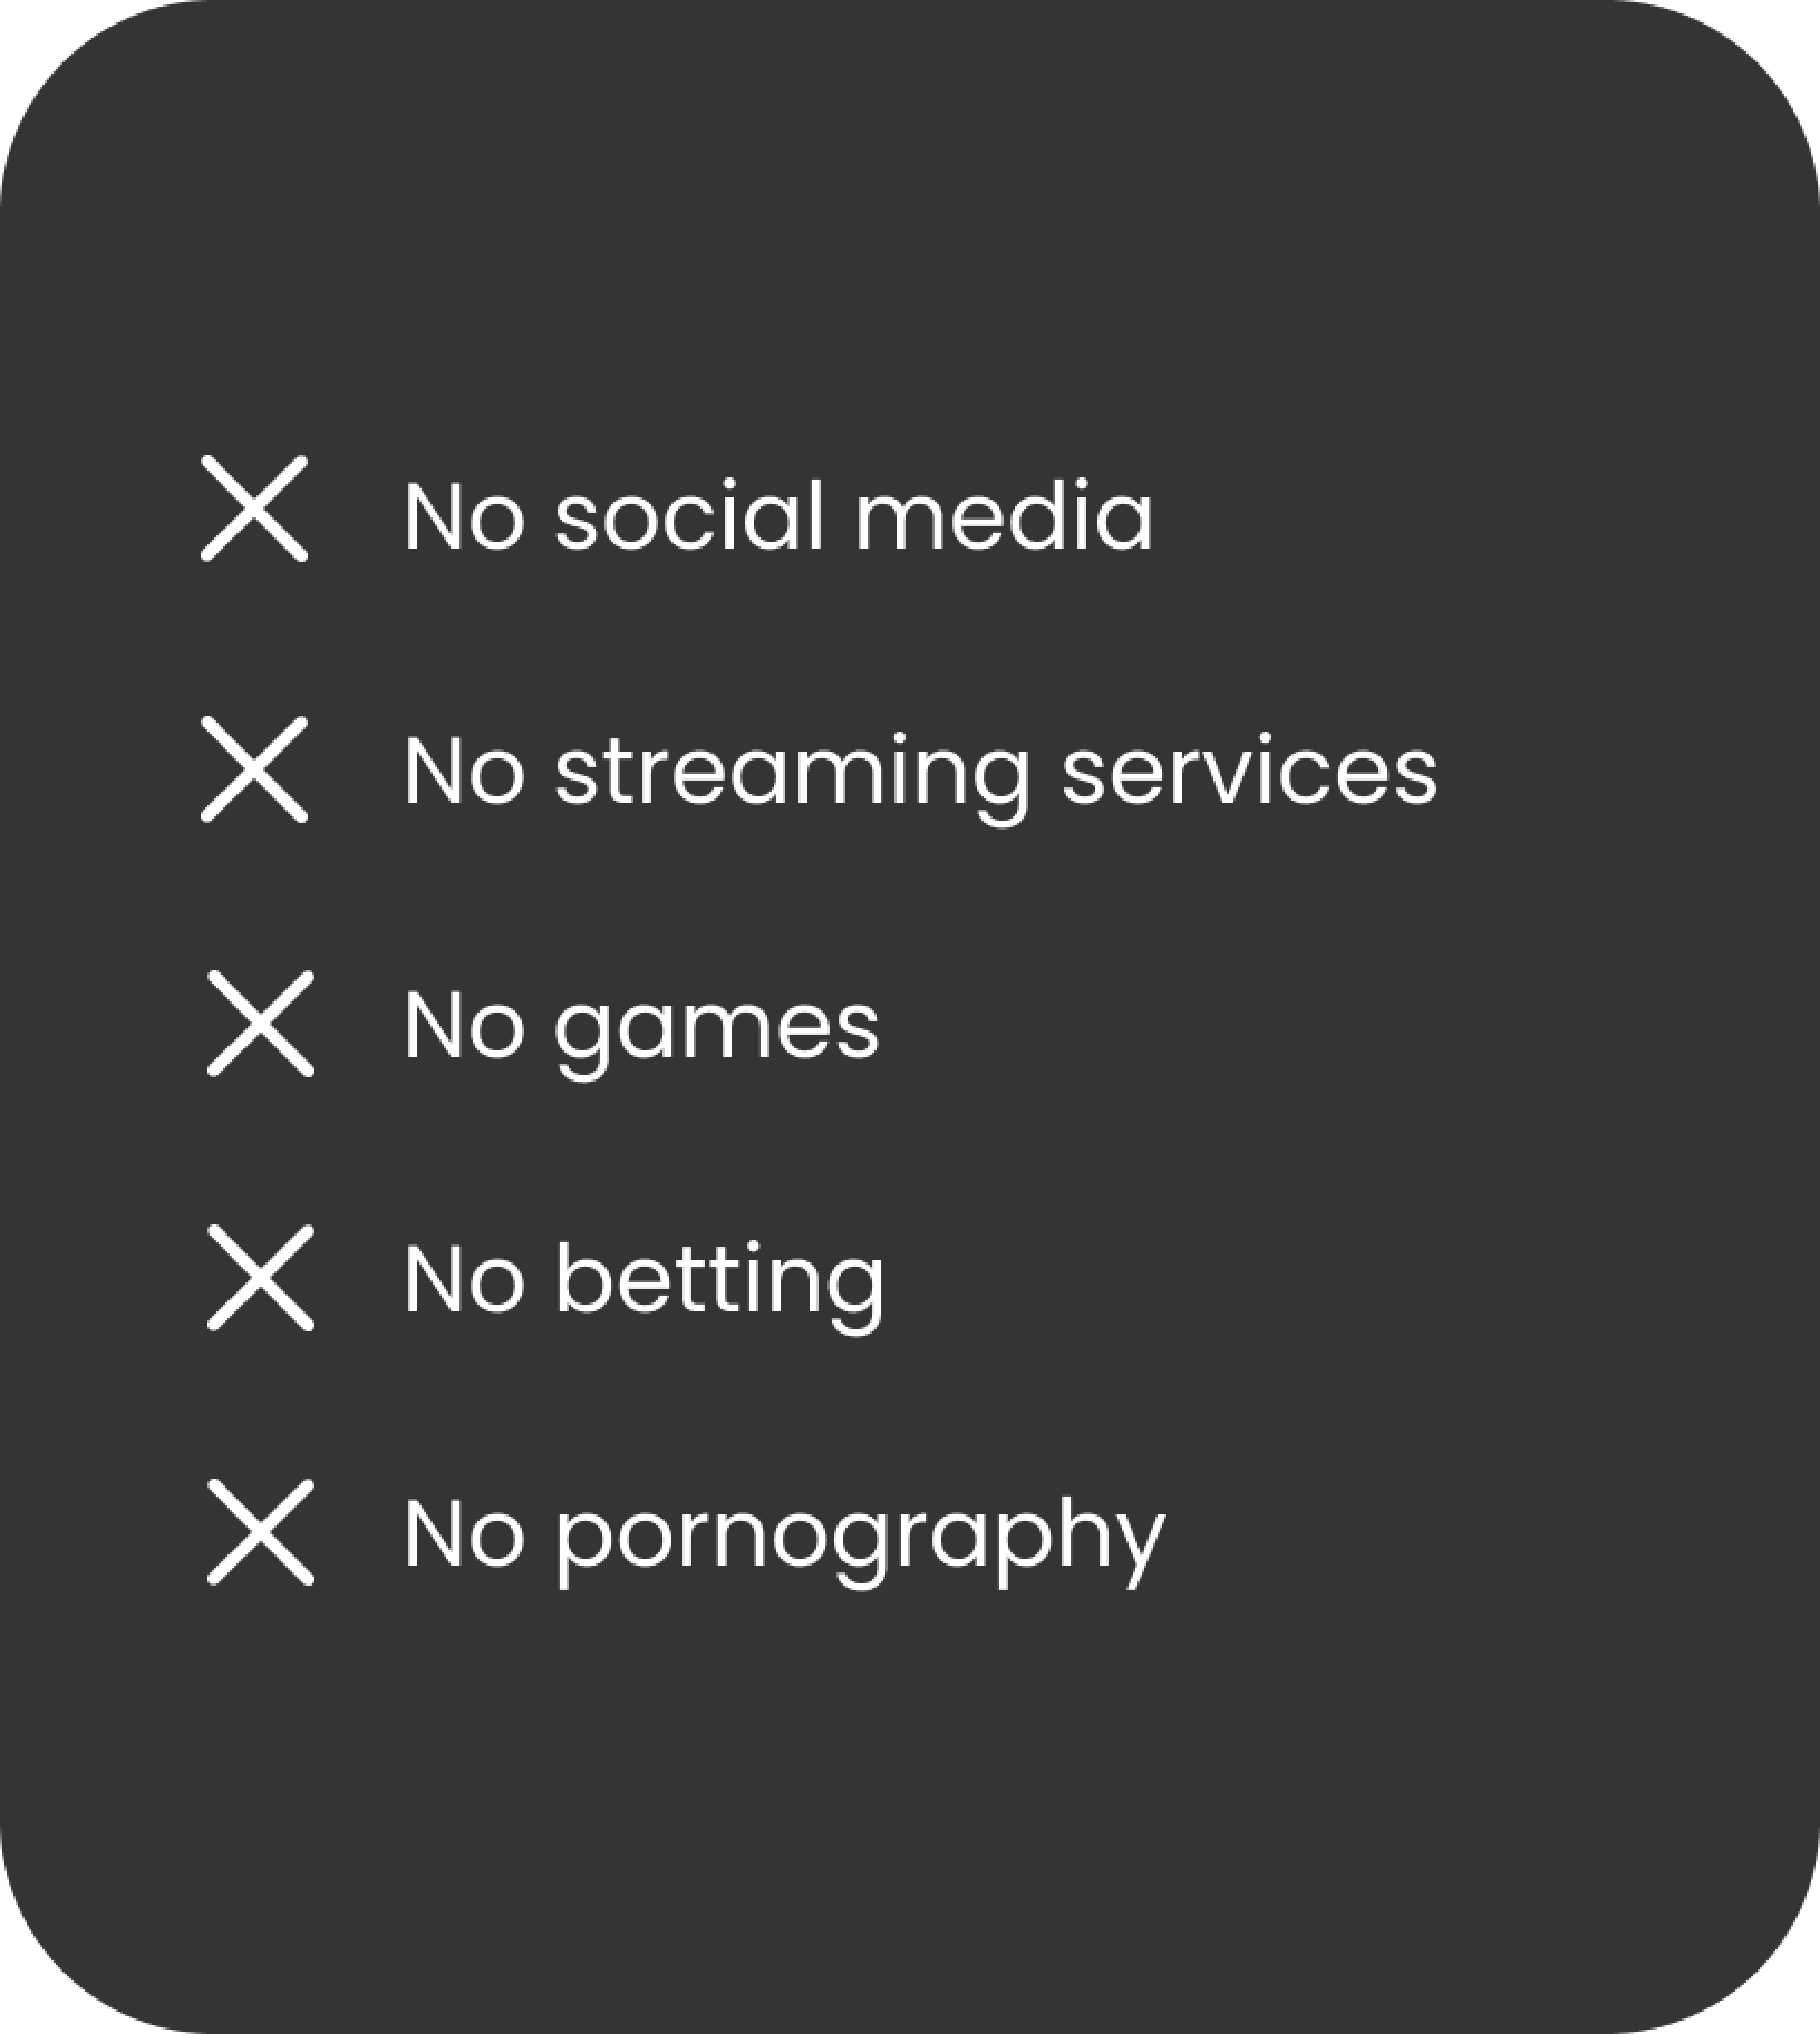 No social media
No streaming services
No games
No betting
No pornography